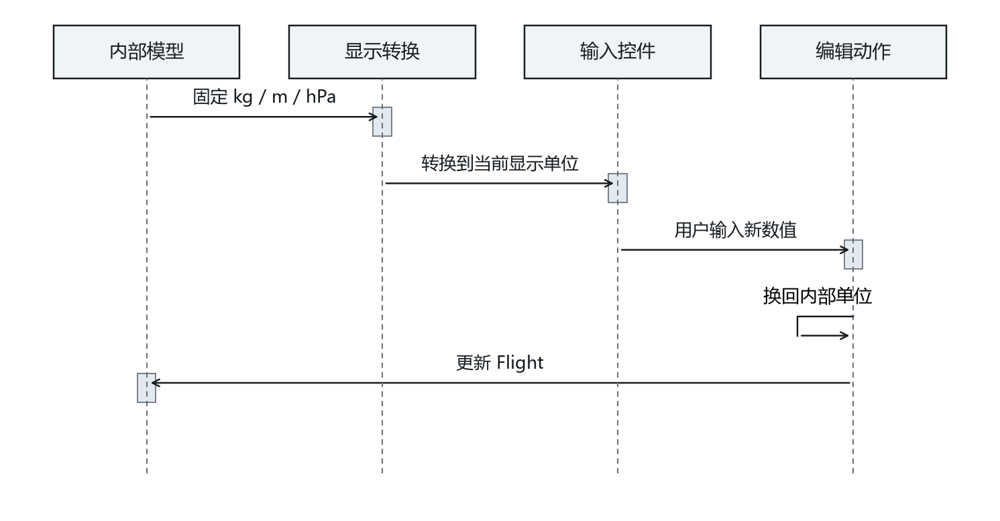 内部模型
显示转换
输入控件
编辑动作
固定 kg / m / hPa
转换到当前显示单位
用户输入新数值
换回内部单位
更新 Flight